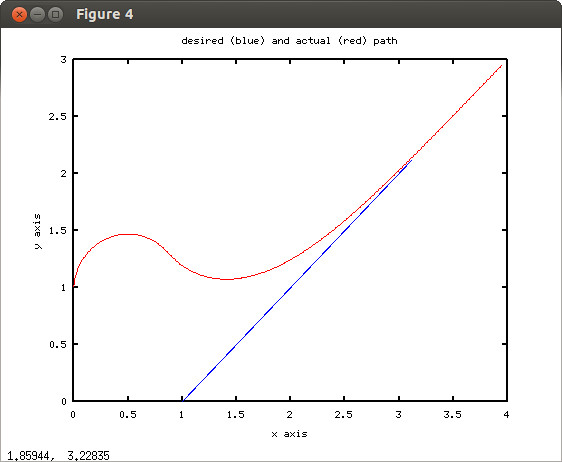 Figure 4
desired (blue) and actual (red) path
3
2.5
2
1.5
1
0.5
0
y axis
0 0.5 1 1.5 2 2.5 3 3.5 4
x axis
1.85944, 3.22835